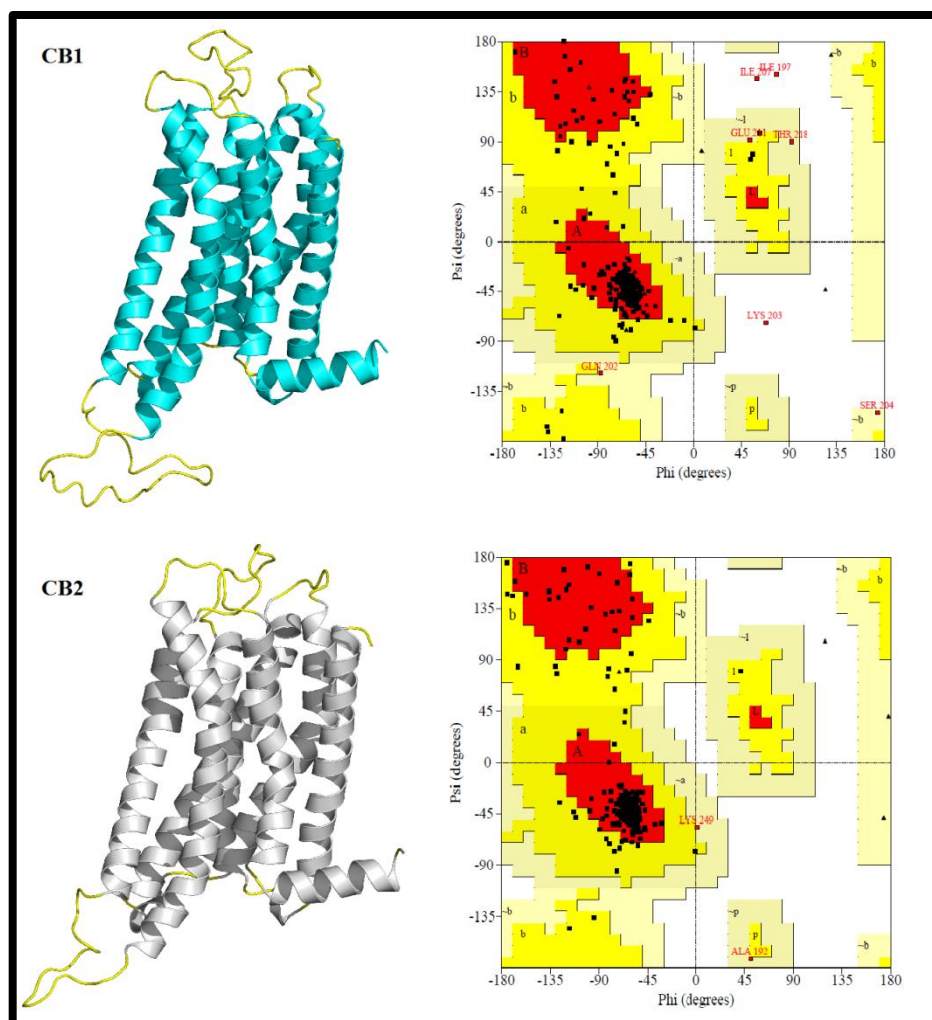 CB1
B
b
~b
~b
b
ILE 197
ILE 207
~l
GLU 211
THR 218
l
L
a
A
~a
LYS 203
GLN 202
~b
b
~p
p
SER 204
~b
180
135
90
45
0
-45
-90
-135
Psi (degrees)
-180
-135
-90
-45
0
45
90
135
180
Phi (degrees)
CB2
B
b
~b
b
~b
~l
l
L
a
A
~a
LYS 249
~b
b
~p
p
~b
ALA 192
180
135
90
45
0
-45
-90
-135
Psi (degrees)
-180
-135
-90
-45
0
45
90
135
180
Phi (degrees)